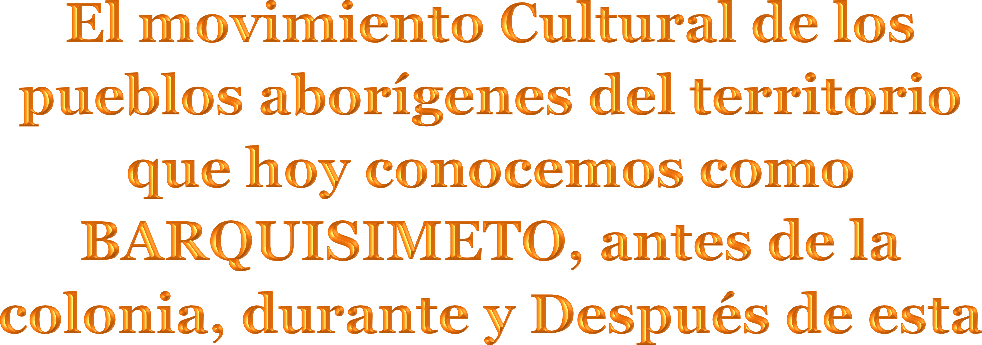 El movimiento Cultural de los
pueblos aborígenes del territorio
que hoy conocemos como
BARQUISIMETO, antes de la
colonia, durante y Después de esta